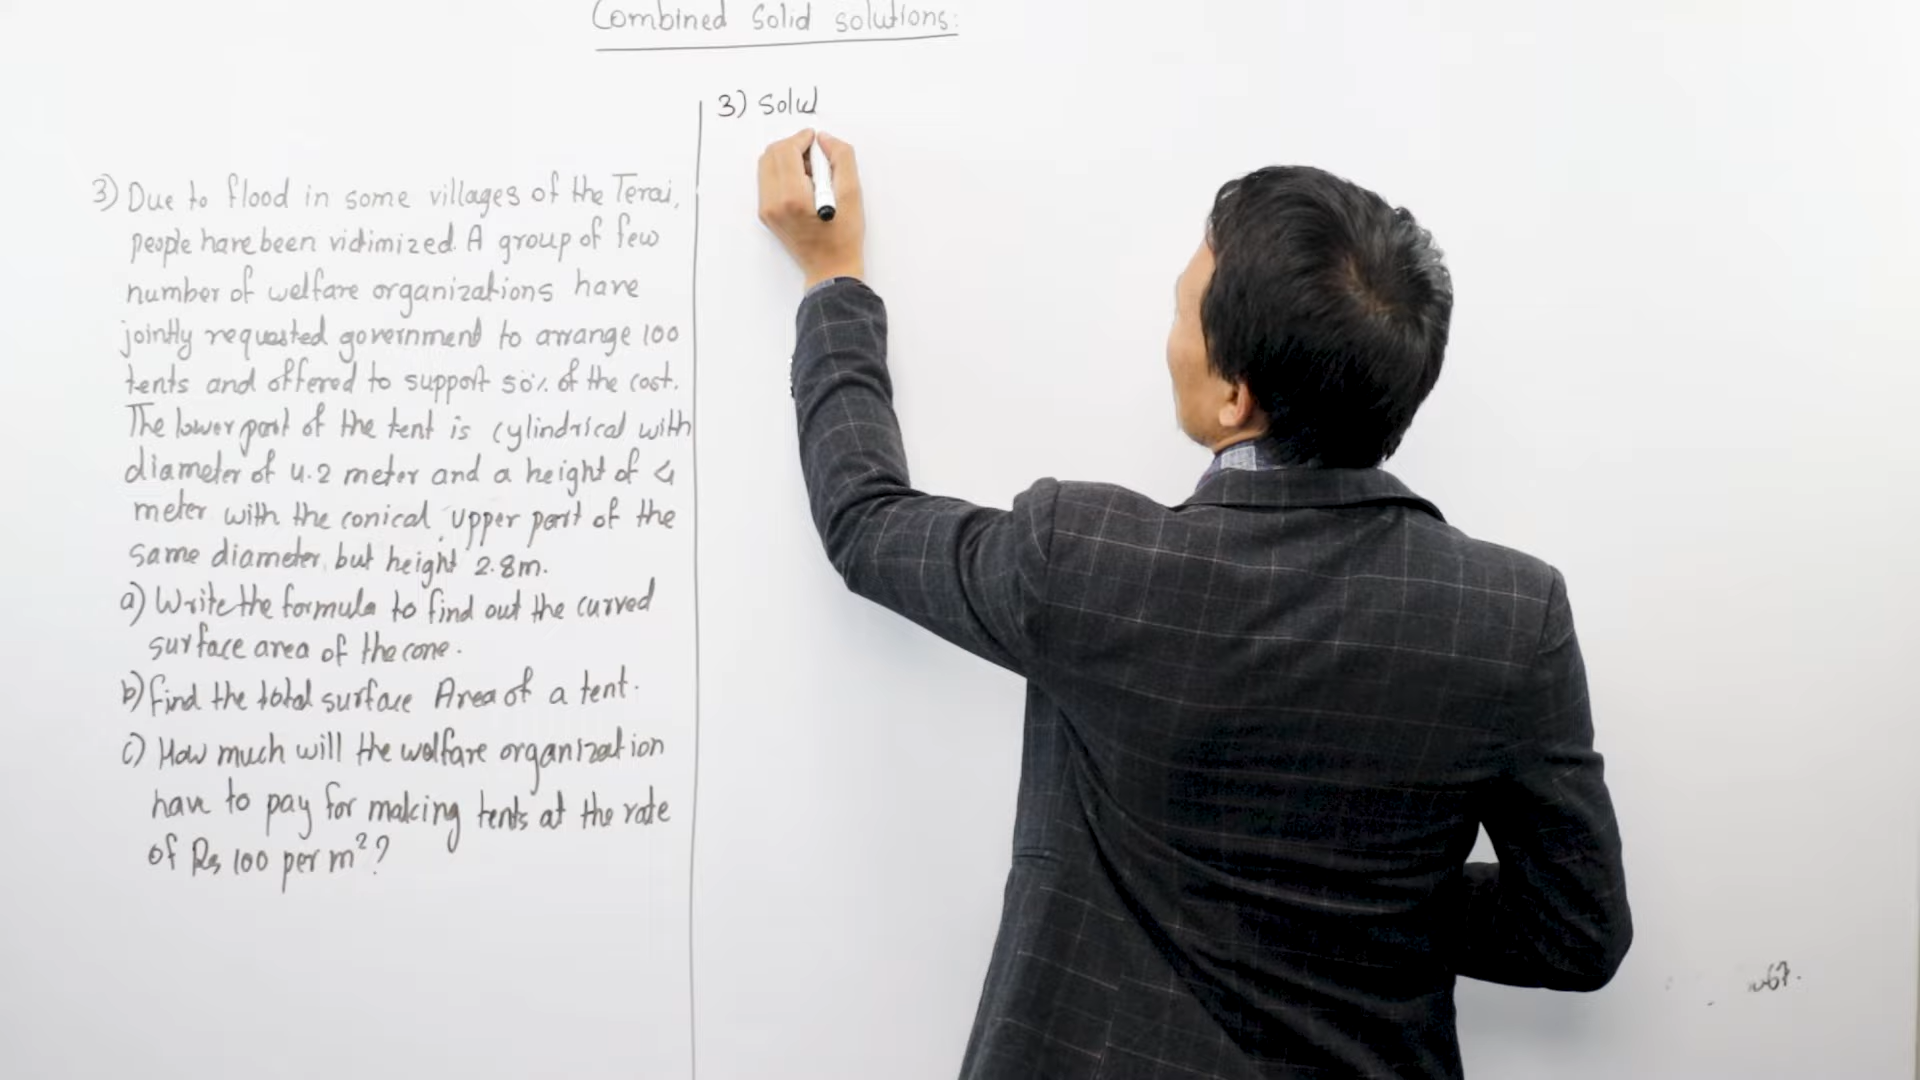 Combined Solid solutions:
3) Solut
3) Due to flood in some villages of the Terai,
people have been victimized. A group of few
number of welfare organizations have
jointly requested government to arrange 100
tents and offered to support 50% of the cost.
The lower part of the tent is cylindrical with
diameter of 4.2 meter and a height of 4
meter with the conical upper part of the
same diameter but height 2.8m.
a) Write the formula to find out the curved
surface area of the cone.
b) Find the total surface Area of a tent.
c) How much will the welfare organization
have to pay for making tents at the rate
of Rs 100 per m²?